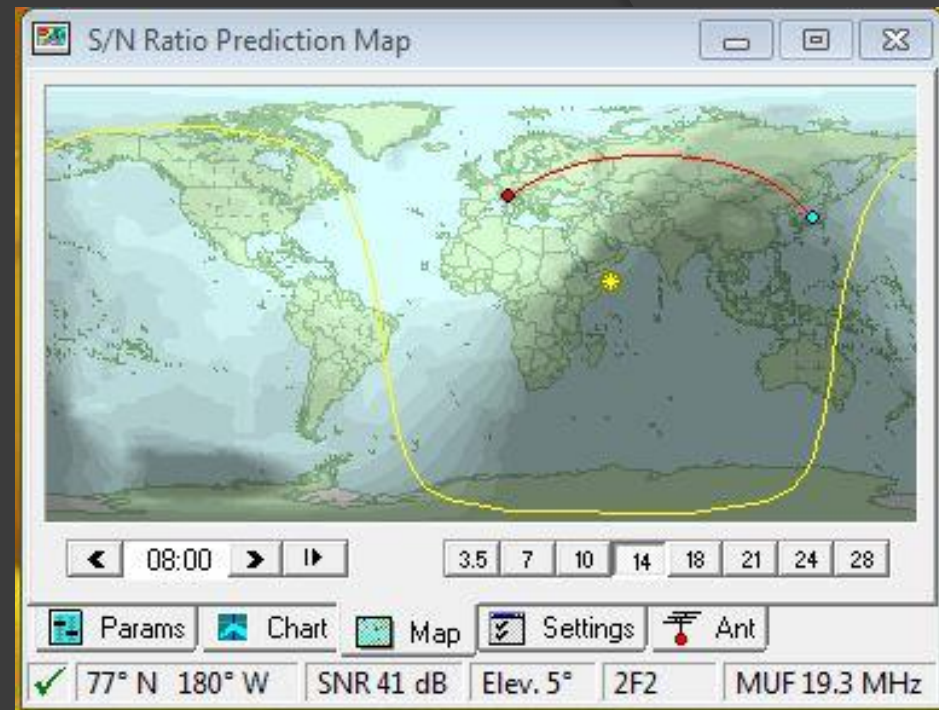 S/N Ratio Prediction Map
08:00 3.5 7 10 14 18 21 24 28
Params Chart Map Settings Ant
77° N 180° W SNR 41 dB Elev. 5° 2F2 MUF 19.3 MHz